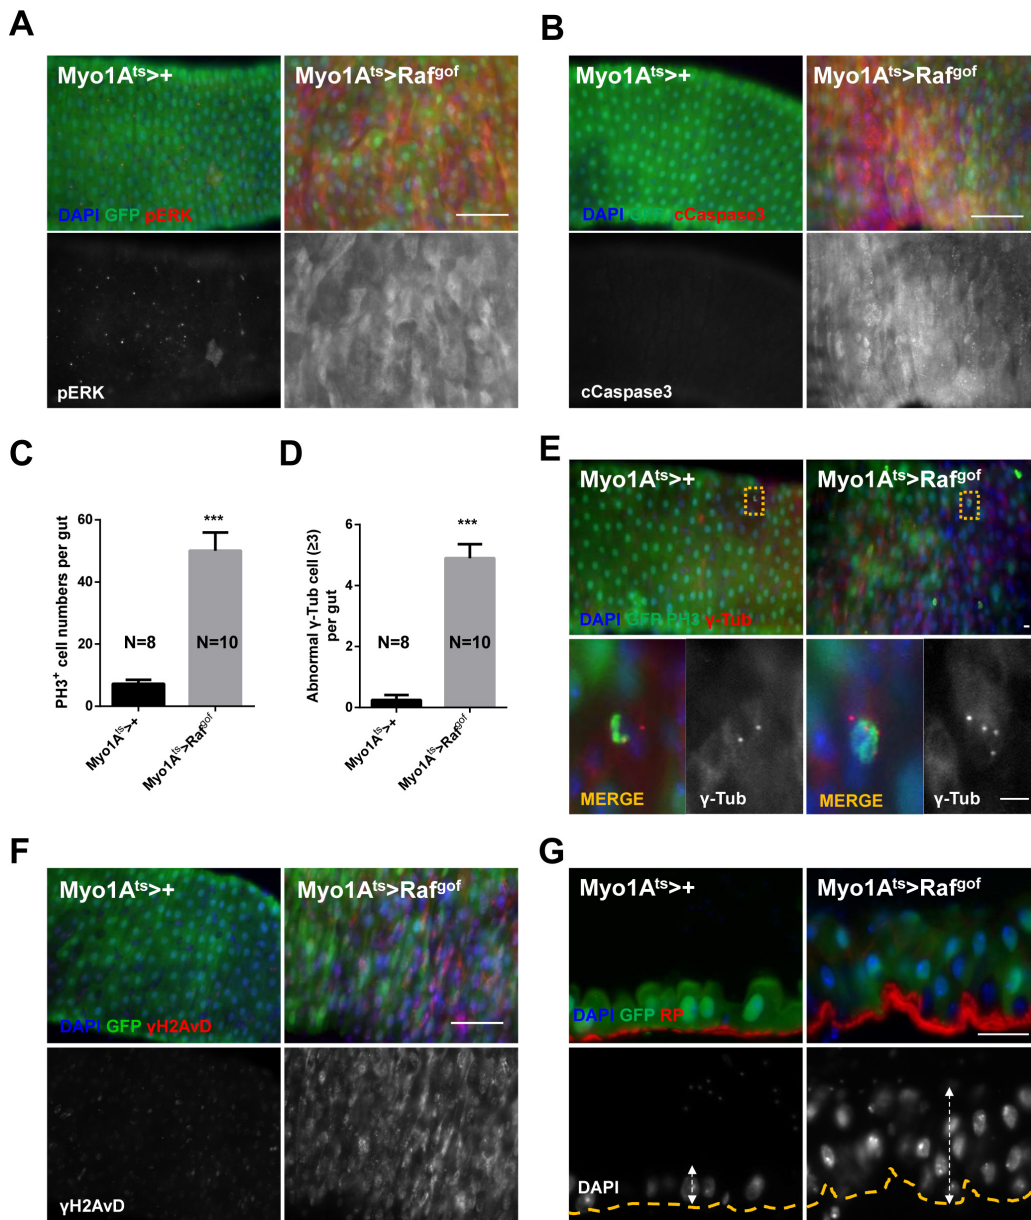 A
Myo1Ats>+
Myo1Ats>Rafgof
DAPI GFP pERK
pERK
B
Myo1Ats>+
Myo1Ats>Rafgof
DAPI GFP cCaspase3
cCaspase3
C
PH3+ cell numbers per gut
60
40
20
0
N=8
N=10
***
Myo1Ats>+
Myo1Ats>Rafgof
D
Abnormal γ-Tub cell (≥3)
per gut
6
4
2
0
N=8
N=10
***
Myo1Ats>+
Myo1Ats>Rafgof
E
Myo1Ats>+
Myo1Ats>Rafgof
DAPI GFP PH3 γ-Tub
MERGE
γ-Tub
MERGE
γ-Tub
F
Myo1Ats>+
Myo1Ats>Rafgof
DAPI GFP γH2AvD
γH2AvD
G
Myo1Ats>+
Myo1Ats>Rafgof
DAPI GFP RP
DAPI